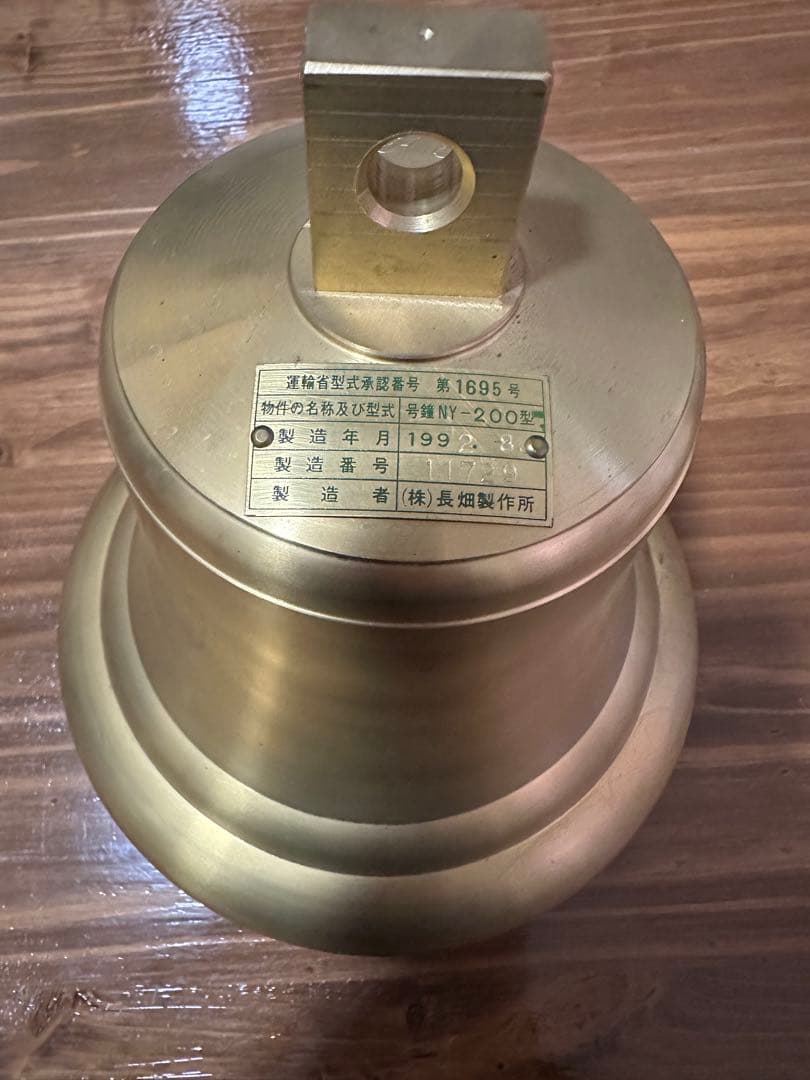 運輸省型式承認番号 第1695号
物件の名称及び型式 号鐘NY-200型
製造年月 1992.8.
製造番号 11729
製造者 (株)長畑製作所